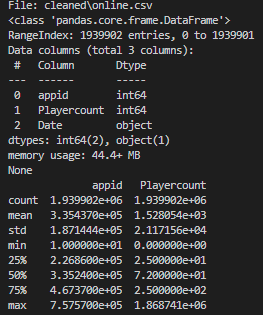 File: cleaned\online.csv
<class 'pandas.core.frame.DataFrame'>
RangeIndex: 1939902 entries, 0 to 1939901
Data columns (total 3 columns):
 #   Column       Dtype
---  ------       -----
 0   appid        int64
 1   Playercount  int64
 2   Date         object
dtypes: int64(2), object(1)
memory usage: 44.4+ MB
None
              appid   Playercount
count  1.939902e+06  1.939902e+06
mean   3.354370e+05  1.528054e+03
std    1.871444e+05  2.117156e+04
min    1.000000e+01  0.000000e+00
25%    2.268600e+05  2.500000e+01
50%    3.352400e+05  7.200000e+01
75%    4.673700e+05  2.500000e+02
max    7.575700e+05  1.868741e+06